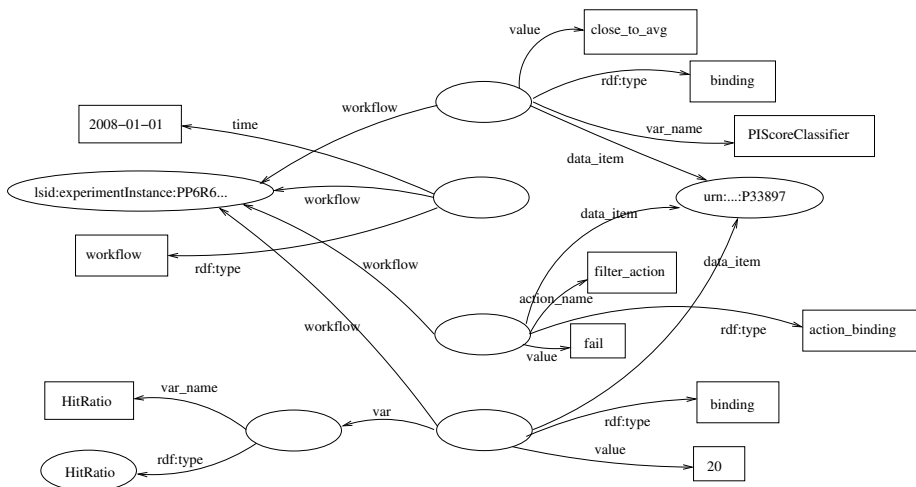 value
close_to_avg
rdf:type
binding
workflow
2008-01-01
time
var_name
PIScoreClassifier
data_item
lsid:experimentInstance:PP6R6...
workflow
urn:...:P33897
data_item
workflow
rdf:type
workflow
data_item
filter_action
action_name
workflow
rdf:type
action_binding
fail
value
HitRatio
var_name
var
binding
rdf:type
value
rdf:type
HitRatio
20